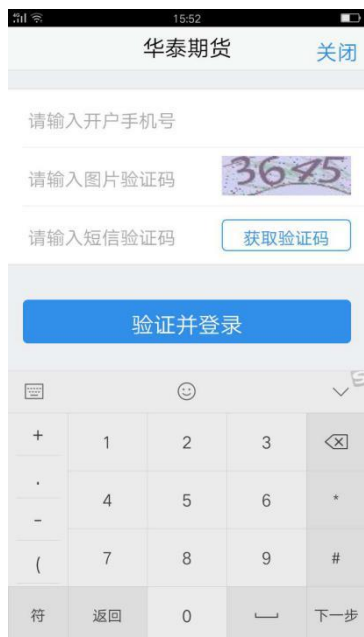 15:52
华泰期货 关闭
请输入开户手机号
请输入图片验证码 3645
请输入短信验证码 获取验证码
验证并登录
+ 1 2 3
. 4 5 6 *
-
( 7 8 9 #
符 返回 0 下一步